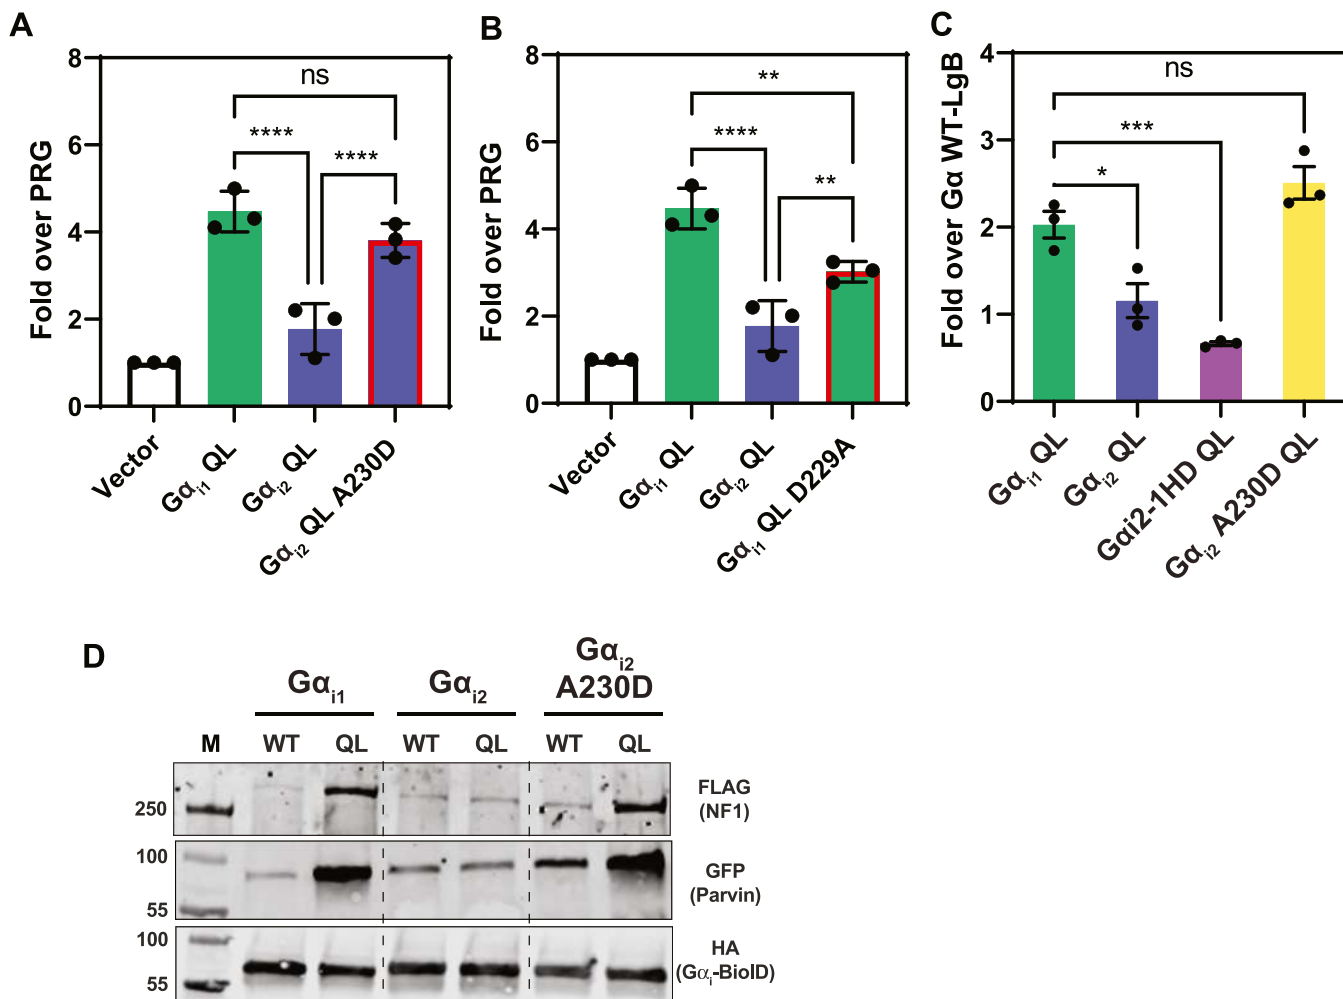 A
Fold over PRG
8
6
4
2
0
ns
****
****
Vector
Gαi1 QL
Gαi2 QL
Gαi2 QL A230D
B
Fold over PRG
8
6
4
2
0
**
****
**
Vector
Gαi1 QL
Gαi2 QL
Gαi1 QL D229A
C
Fold over Gα WT-LgB
4
3
2
1
0
ns
***
*
Gαi1 QL
Gαi2 QL
Gαi2-1HD QL
Gαi2 A230D QL
D
Gαi1
Gαi2
Gαi2
A230D
M WT QL WT QL WT QL
250
FLAG
(NF1)
100
55
GFP
(Parvin)
100
55
HA
(Gαi-BioID)